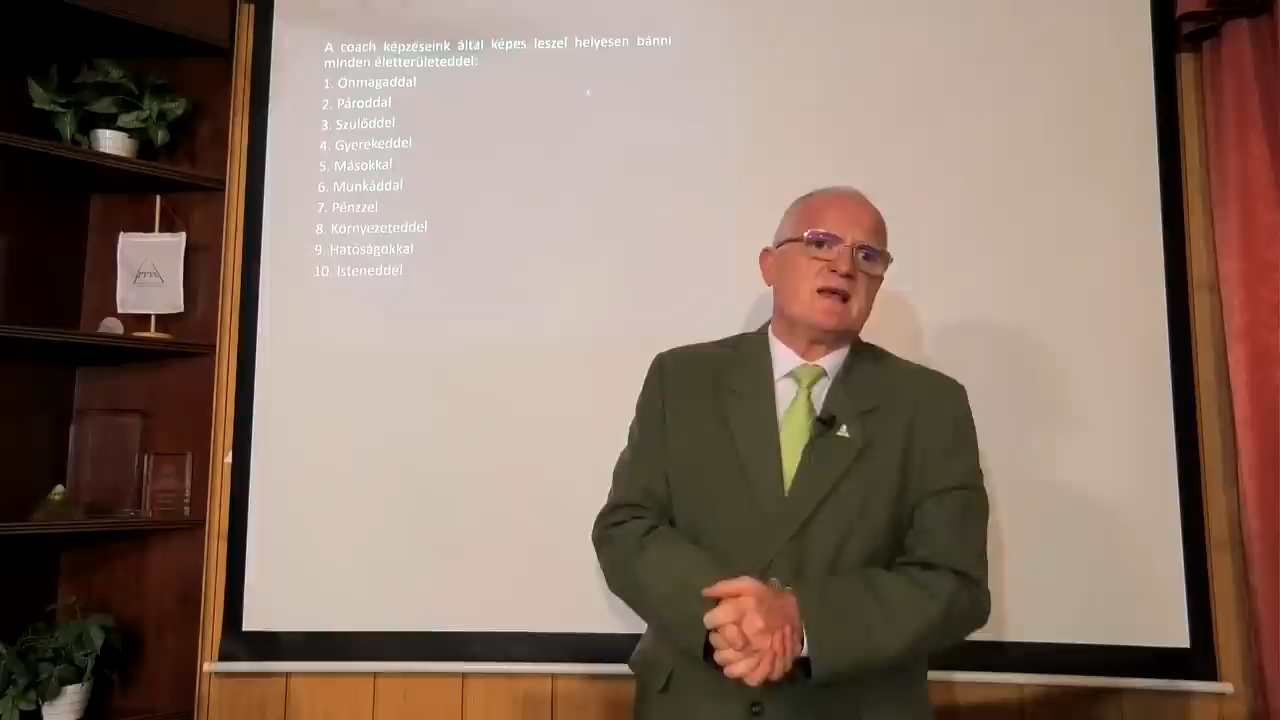 A coach képzéseink által képes leszel helyesen bánni
minden életterületeddel:
1. Önmagaddal
2. Pároddal
3. Szülőddel
4. Gyerekeddel
5. Másokkal
6. Munkáddal
7. Pénzzel
8. Környezeteddel
9. Hatóságokkal
10. Isteneddel